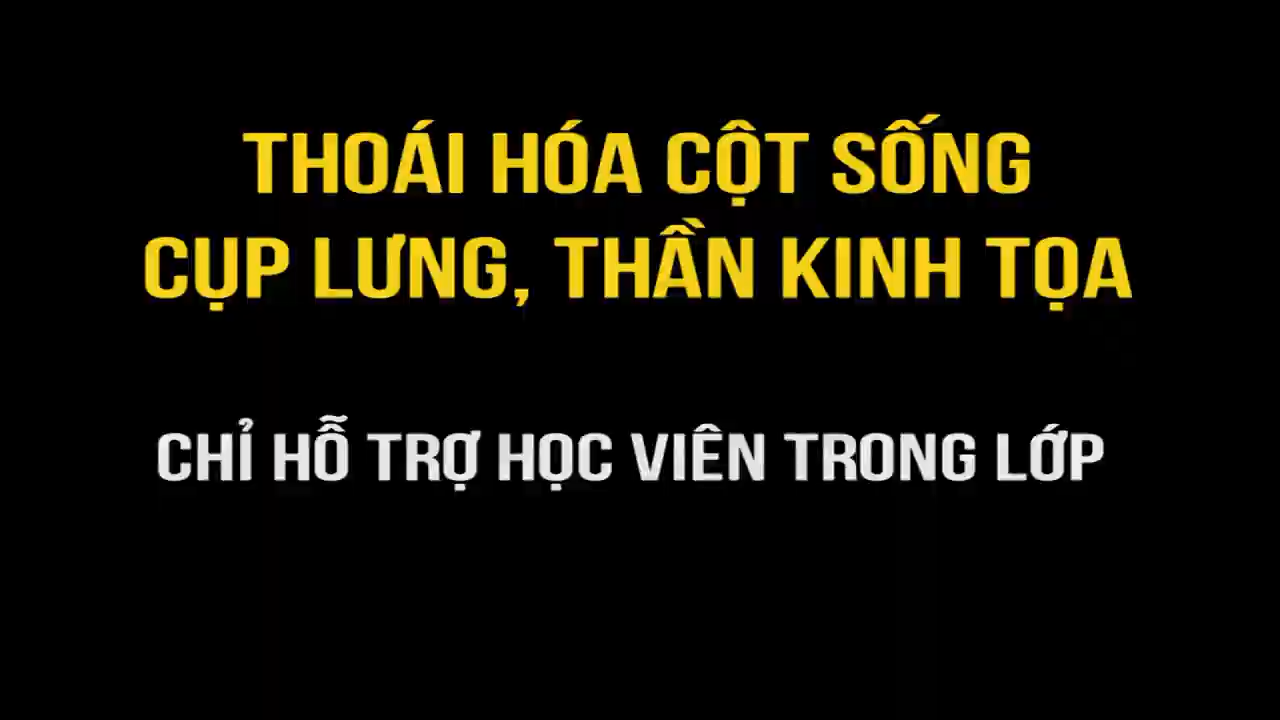 THOÁI HÓA CỘT SỐNG
CỤP LƯNG, THẦN KINH TỌA
CHỈ HỖ TRỢ HỌC VIÊN TRONG LỚP